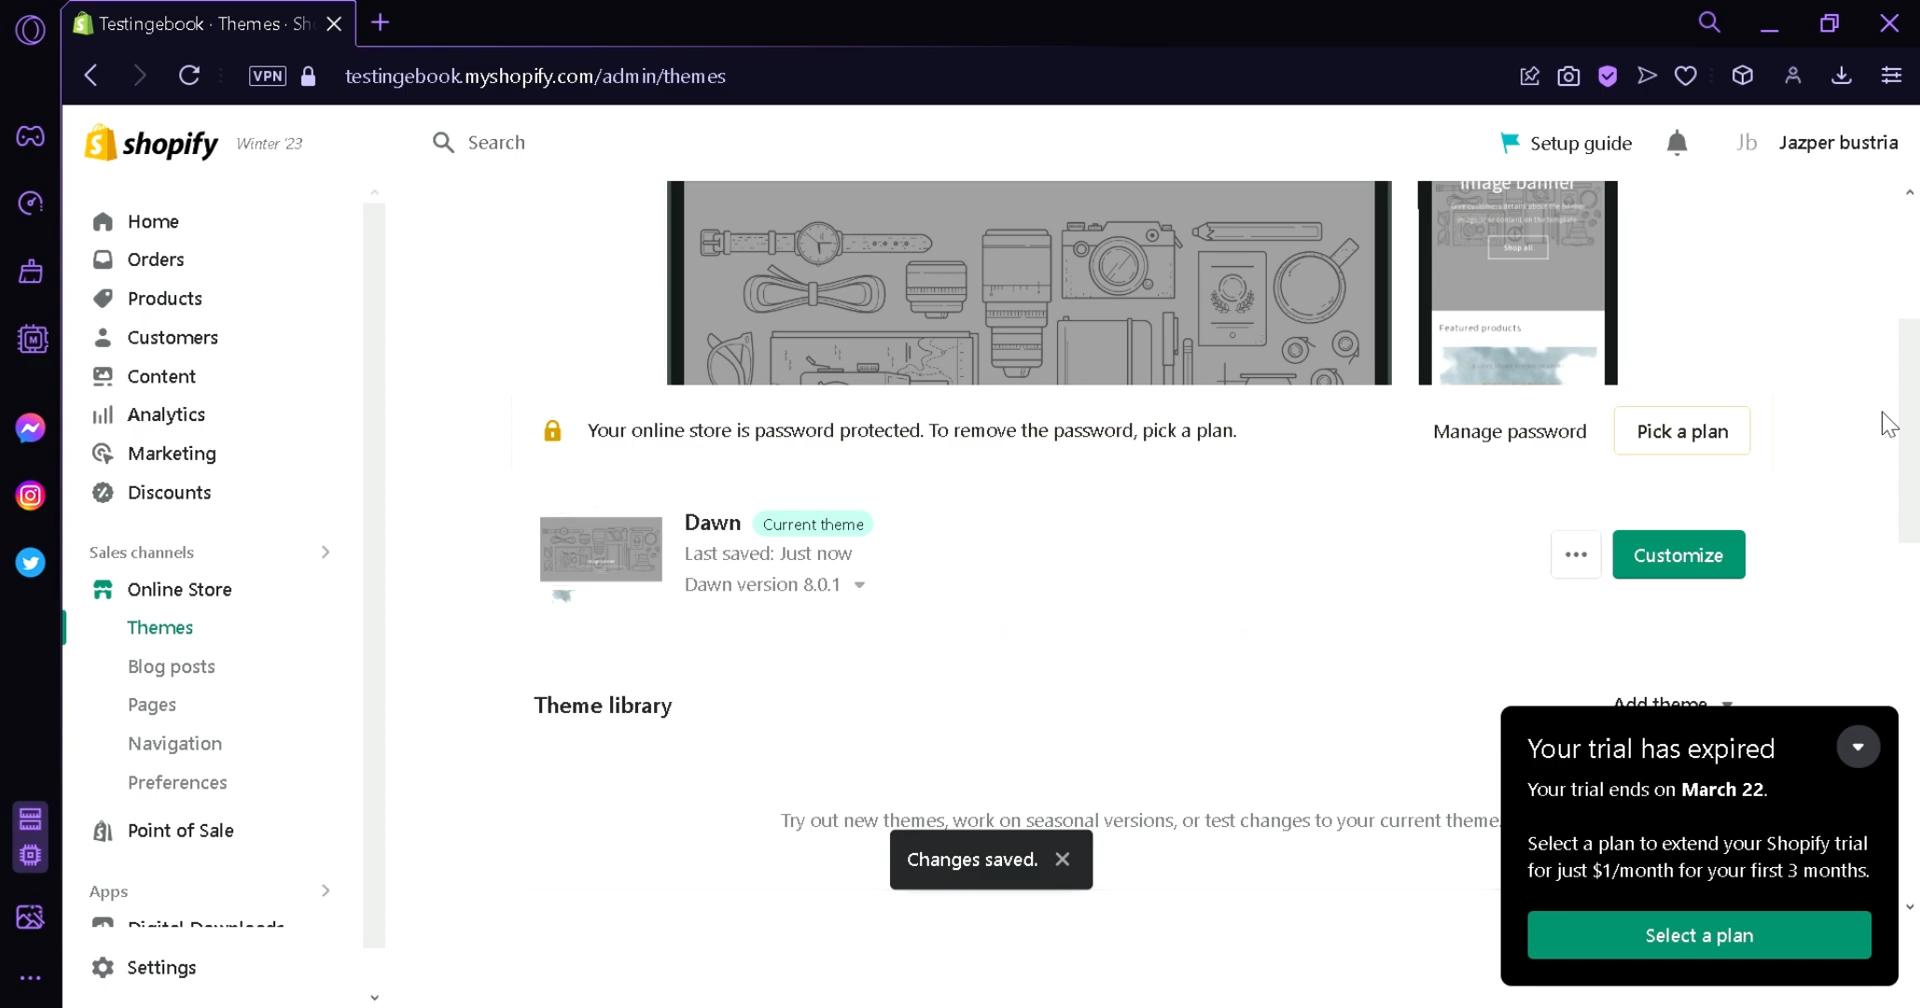 Testingebook · Themes · Sh
VPN
testingebook.myshopify.com/admin/themes
shopify
Winter '23
Search
Setup guide
Jb
Jazper bustria
Home
Orders
Products
Customers
Content
Analytics
Marketing
Discounts
Sales channels
Online Store
Themes
Blog posts
Pages
Navigation
Preferences
Point of Sale
Apps
Digital Downloads
Settings
Image banner
Shop all
Featured products
Your online store is password protected. To remove the password, pick a plan.
Manage password
Pick a plan
Dawn
Current theme
Last saved: Just now
Dawn version 8.0.1
Customize
Theme library
Add theme
Try out new themes, work on seasonal versions, or test changes to your current theme.
Changes saved.
Your trial has expired
Your trial ends on March 22.
Select a plan to extend your Shopify trial
for just $1/month for your first 3 months.
Select a plan